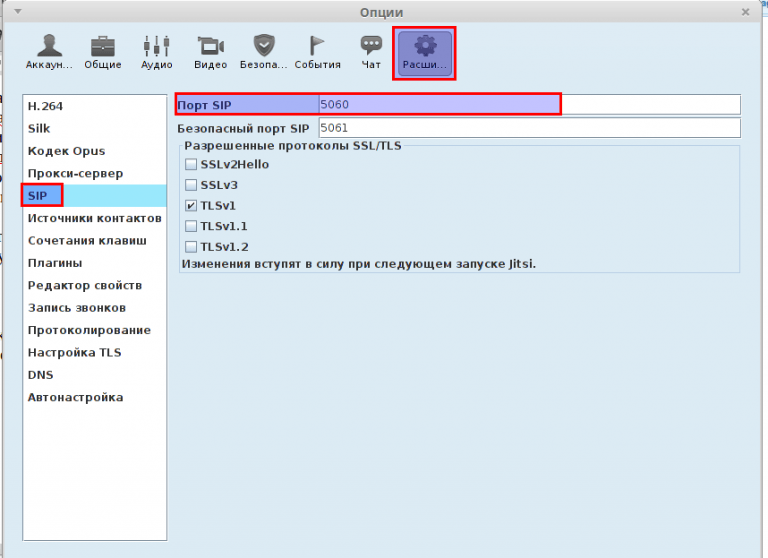 Опции
Аккаун... Общие Аудио Видео Безопа... События Чат Расши...
H.264
Silk
Кодек Opus
Прокси-сервер
SIP
Источники контактов
Сочетания клавиш
Плагины
Редактор свойств
Запись звонков
Протоколирование
Настройка TLS
DNS
Автонастройка
Порт SIP 5060
Безопасный порт SIP 5061
Разрешенные протоколы SSL/TLS
SSLv2Hello
SSLv3
TLSv1
TLSv1.1
TLSv1.2
Изменения вступят в силу при следующем запуске Jitsi.